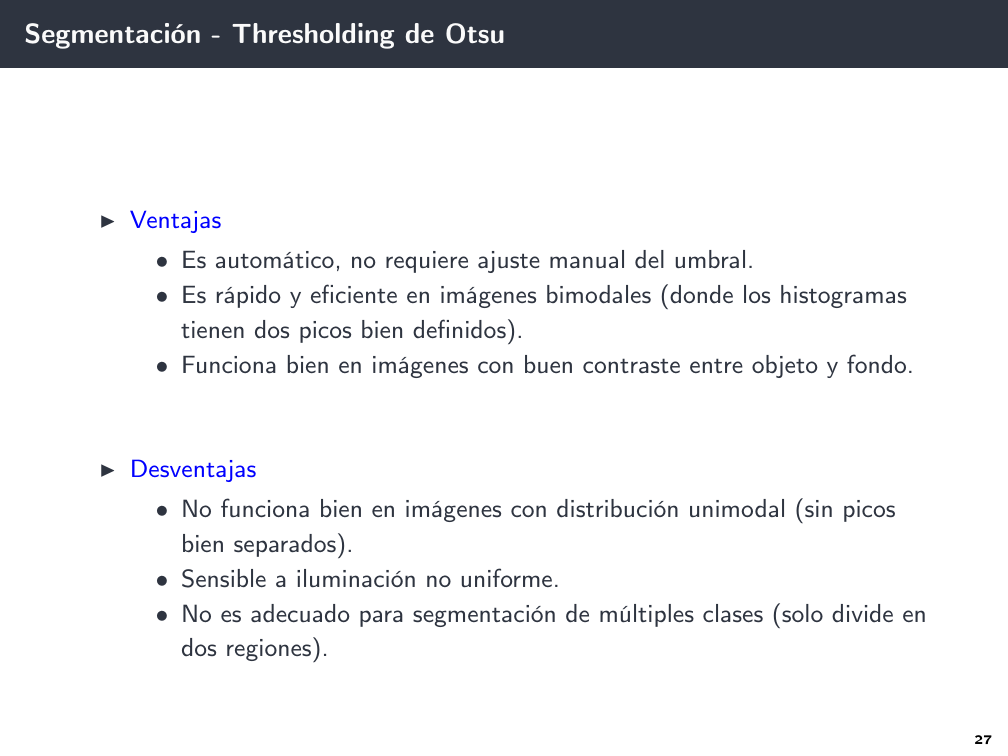 Segmentación - Thresholding de Otsu
▶ Ventajas
• Es automático, no requiere ajuste manual del umbral.
• Es rápido y eficiente en imágenes bimodales (donde los histogramas
tienen dos picos bien definidos).
• Funciona bien en imágenes con buen contraste entre objeto y fondo.
▶ Desventajas
• No funciona bien en imágenes con distribución unimodal (sin picos
bien separados).
• Sensible a iluminación no uniforme.
• No es adecuado para segmentación de múltiples clases (solo divide en
dos regiones).
27